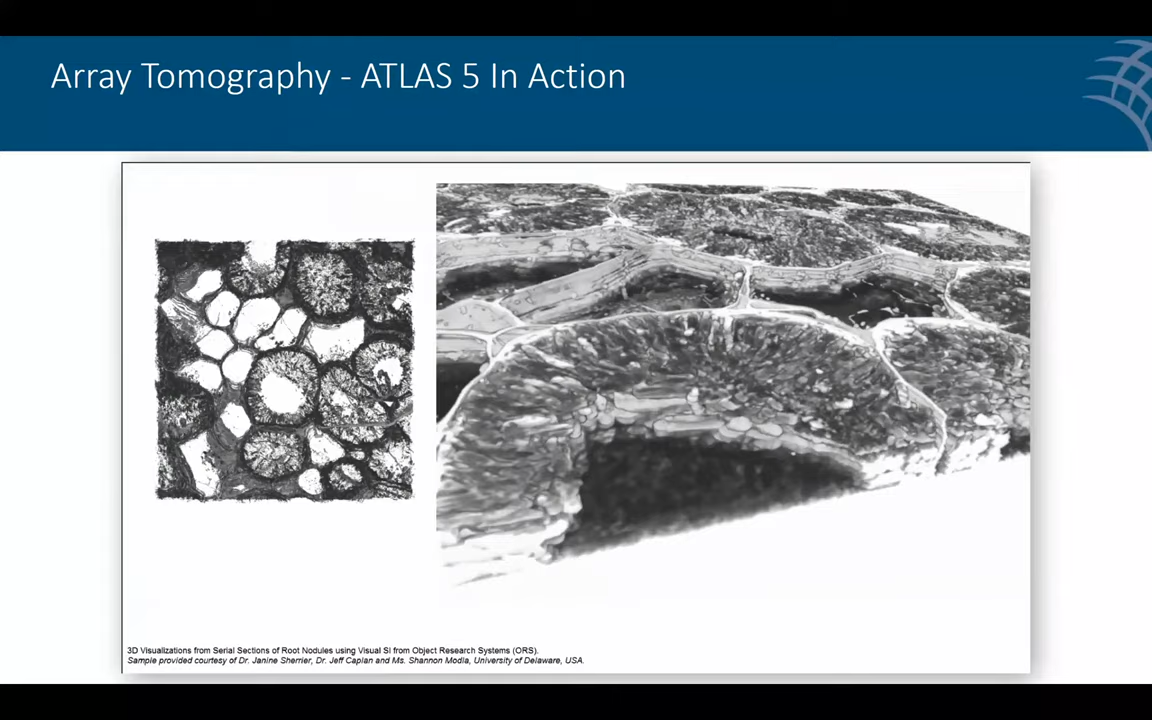 Array Tomography - ATLAS 5 In Action
3D Visualizations from Serial Sections of Root Nodules using Visual SI from Object Research Systems (ORS).
Sample provided courtesy of Dr. Janine Sherrier, Dr. Jeff Caplan and Ms. Shannon Modla, University of Delaware, USA.